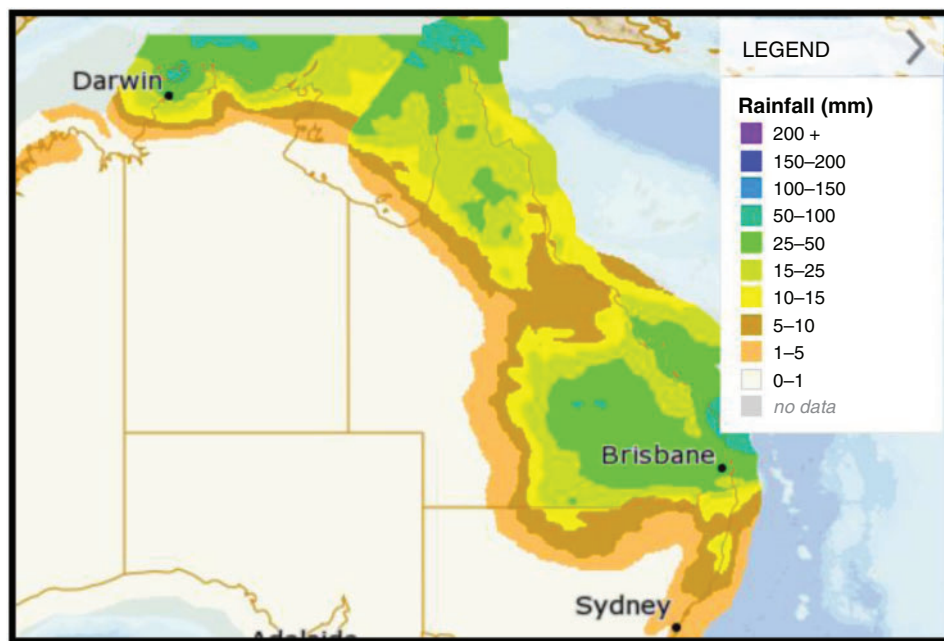 LEGEND
Darwin
Rainfall (mm)
200 +
150–200
100–150
50–100
25–50
15–25
10–15
5–10
1–5
0–1
no data
Brisbane
Sydney
Adelaide